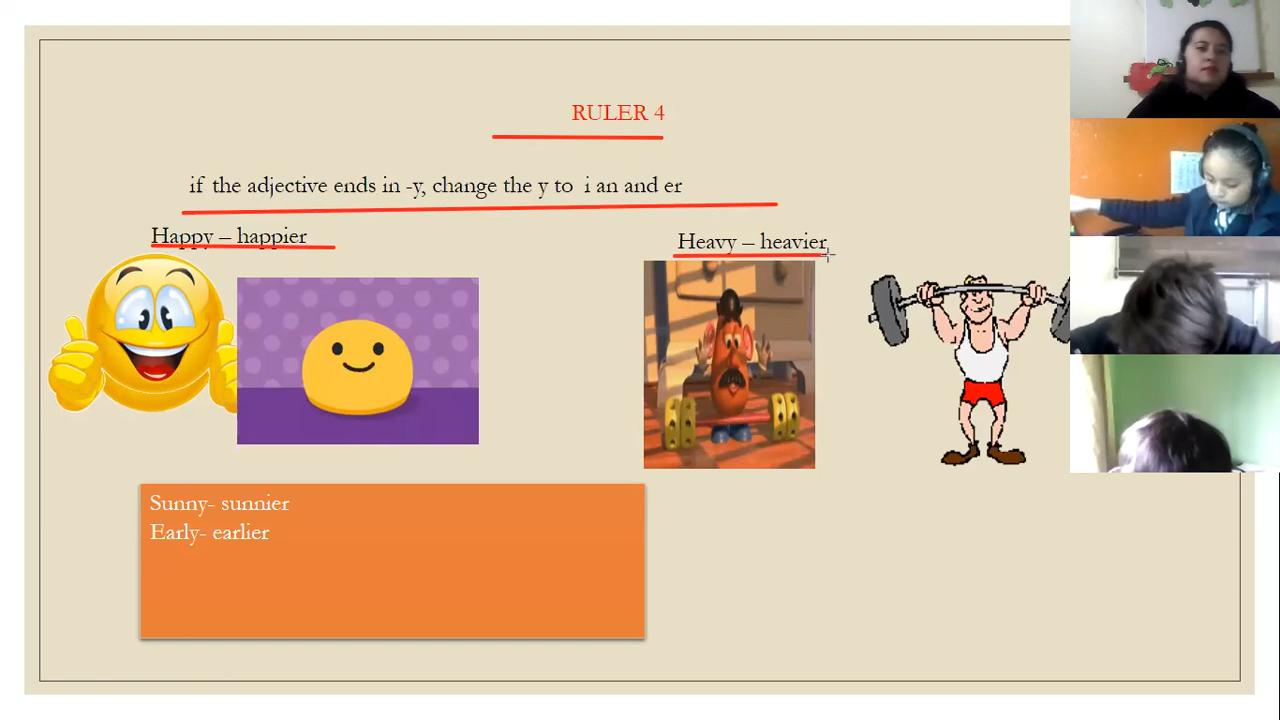 RULER 4
if the adjective ends in -y, change the y to i an and er
Happy – happier
Heavy – heavier
Sunny- sunnier
Early- earlier